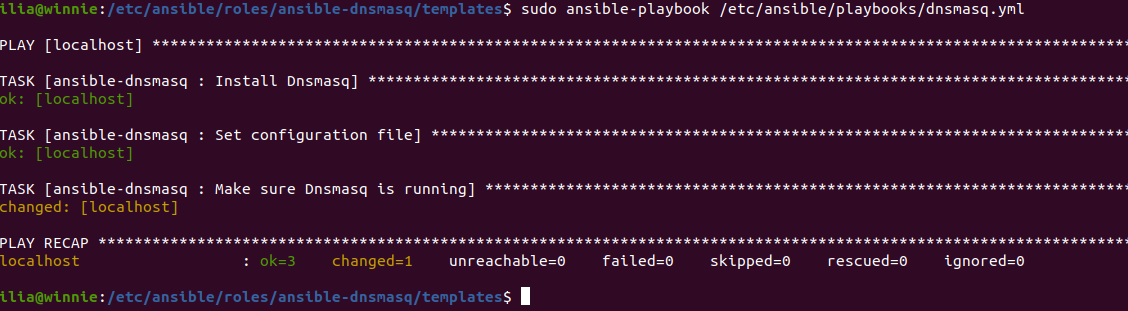 ilia@winnie:/etc/ansible/roles/ansible-dnsmasq/templates$ sudo ansible-playbook /etc/ansible/playbooks/dnsmasq.yml
PLAY [localhost] *************************************************************************************************************
TASK [ansible-dnsmasq : Install Dnsmasq] *************************************************************************************
ok: [localhost]
TASK [ansible-dnsmasq : Set configuration file] ******************************************************************************
ok: [localhost]
TASK [ansible-dnsmasq : Make sure Dnsmasq is running] ************************************************************************
changed: [localhost]
PLAY RECAP *******************************************************************************************************************
localhost                  : ok=3    changed=1    unreachable=0    failed=0    skipped=0    rescued=0    ignored=0
ilia@winnie:/etc/ansible/roles/ansible-dnsmasq/templates$